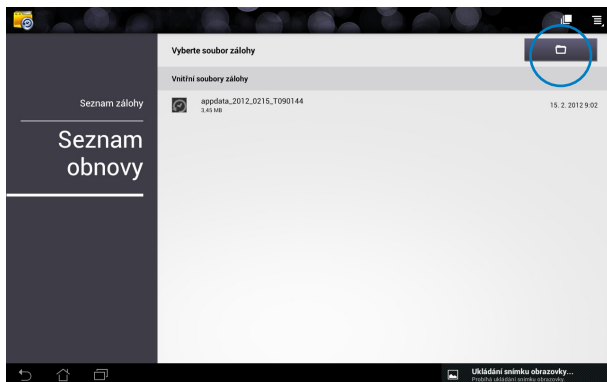 Vyberte soubor zálohy
Vnitřní soubory zálohy
Seznam zálohy
appdata_2012_0215_T090144
3,45 MB
15. 2. 2012 9:02
Seznam
obnovy
Ukládání snímku obrazovky...
Probíhá ukládání snímku obrazovky.